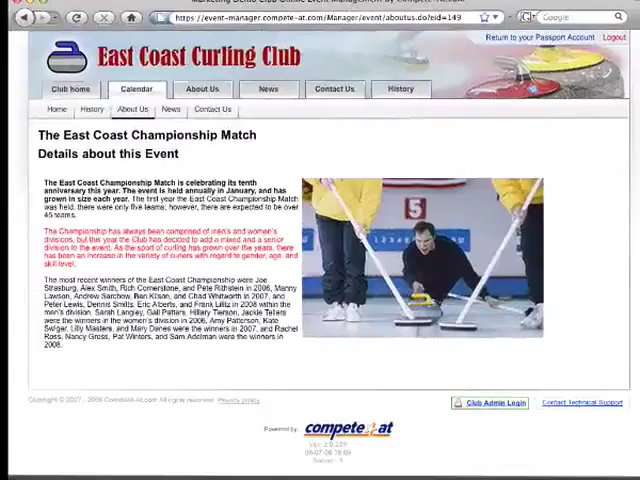 https://event-manager.compete-at.com/Manager/event/aboutus.do?eid=149
Google
Return to your Passport Account Logout
East Coast Curling Club
Club home Calendar About Us News Contact Us History
Home History About Us News Contact Us
The East Coast Championship Match
Details about this Event
The East Coast Championship Match is celebrating its tenth
anniversary this year. The event is held annually in January, and has
grown in size each year. The first year the Championship Match
was held, there were only five teams; however, there are expected to be over
45 teams.
The Championship has always been comprised of men's and women's
divisions, but this year the Club has decided to add a mixed and a senior
division to the event. As the sport of curling has grown over the years, there
has been an increase in the variety of curlers with regard to gender, age, and
skill level.
The most recent winners of the East Coast Championship were Joe
Strasburg, Alex Smith, Rich Cornerstone, and Pete Rithstein in 2006, Manny
Lawson, Andrew Sarchow, Ben Kilson, and Chad Whitworth in 2007, and
Peter Lewis, Dennis Smitts, Eric Alberts, and Frank Lilitz in 2008 within the
men's division. Sarah Langley, Gail Patters, Hillary Tierson, Jackie Tellers
were the winners in the women's division in 2006, Amy Patterson, Kate
Swiger, Lilly Masters, and Mary Danes were the winners in 2007, and Rachel
Ross, Nancy Gross, Pat Winters, and Sam Adelman were the winners in
2008.
5
Copyright © 2007 - 2008 Compete-At.com All rights reserved. Privacy policy
Club Admin Login Contact Technical Support
Powered by: compete-at